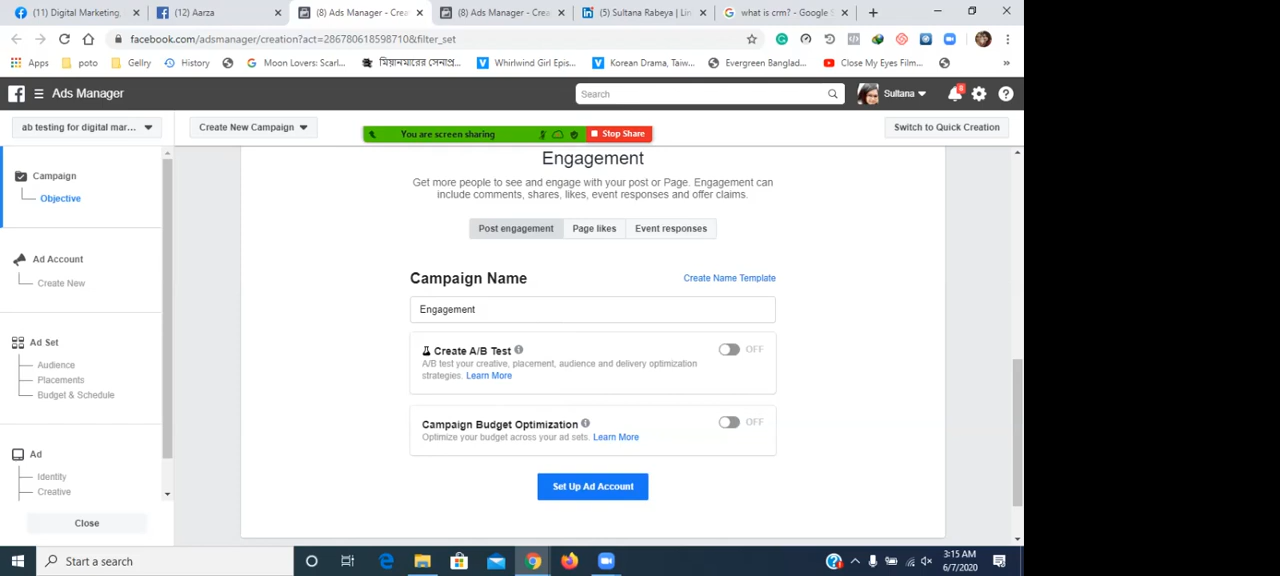 (11) Digital Marketing,
(12) Aarza
(8) Ads Manager - Crea
(8) Ads Manager - Crea
(5) Sultana Rabeya | Lin
what is crm? - Google S
facebook.com/adsmanager/creation?act=286780618598710&filter_set
Apps
poto
Gellry
History
Moon Lovers: Scarl...
মিয়ানমারের সেনাপ্র...
Whirlwind Girl Epis...
Korean Drama, Taiw...
Evergreen Banglad...
Close My Eyes Film...
Ads Manager
Search
Sultana
8
ab testing for digital mar...
Create New Campaign
You are screen sharing
Stop Share
Switch to Quick Creation
Campaign
Objective
Ad Account
Create New
Ad Set
Audience
Placements
Budget & Schedule
Ad
Identity
Creative
Close
Engagement
Get more people to see and engage with your post or Page. Engagement can
include comments, shares, likes, event responses and offer claims.
Post engagement
Page likes
Event responses
Campaign Name
Create Name Template
Engagement
Create A/B Test
OFF
A/B test your creative, placement, audience and delivery optimization
strategies. Learn More
Campaign Budget Optimization
OFF
Optimize your budget across your ad sets. Learn More
Set Up Ad Account
Start a search
3:15 AM
6/7/2020